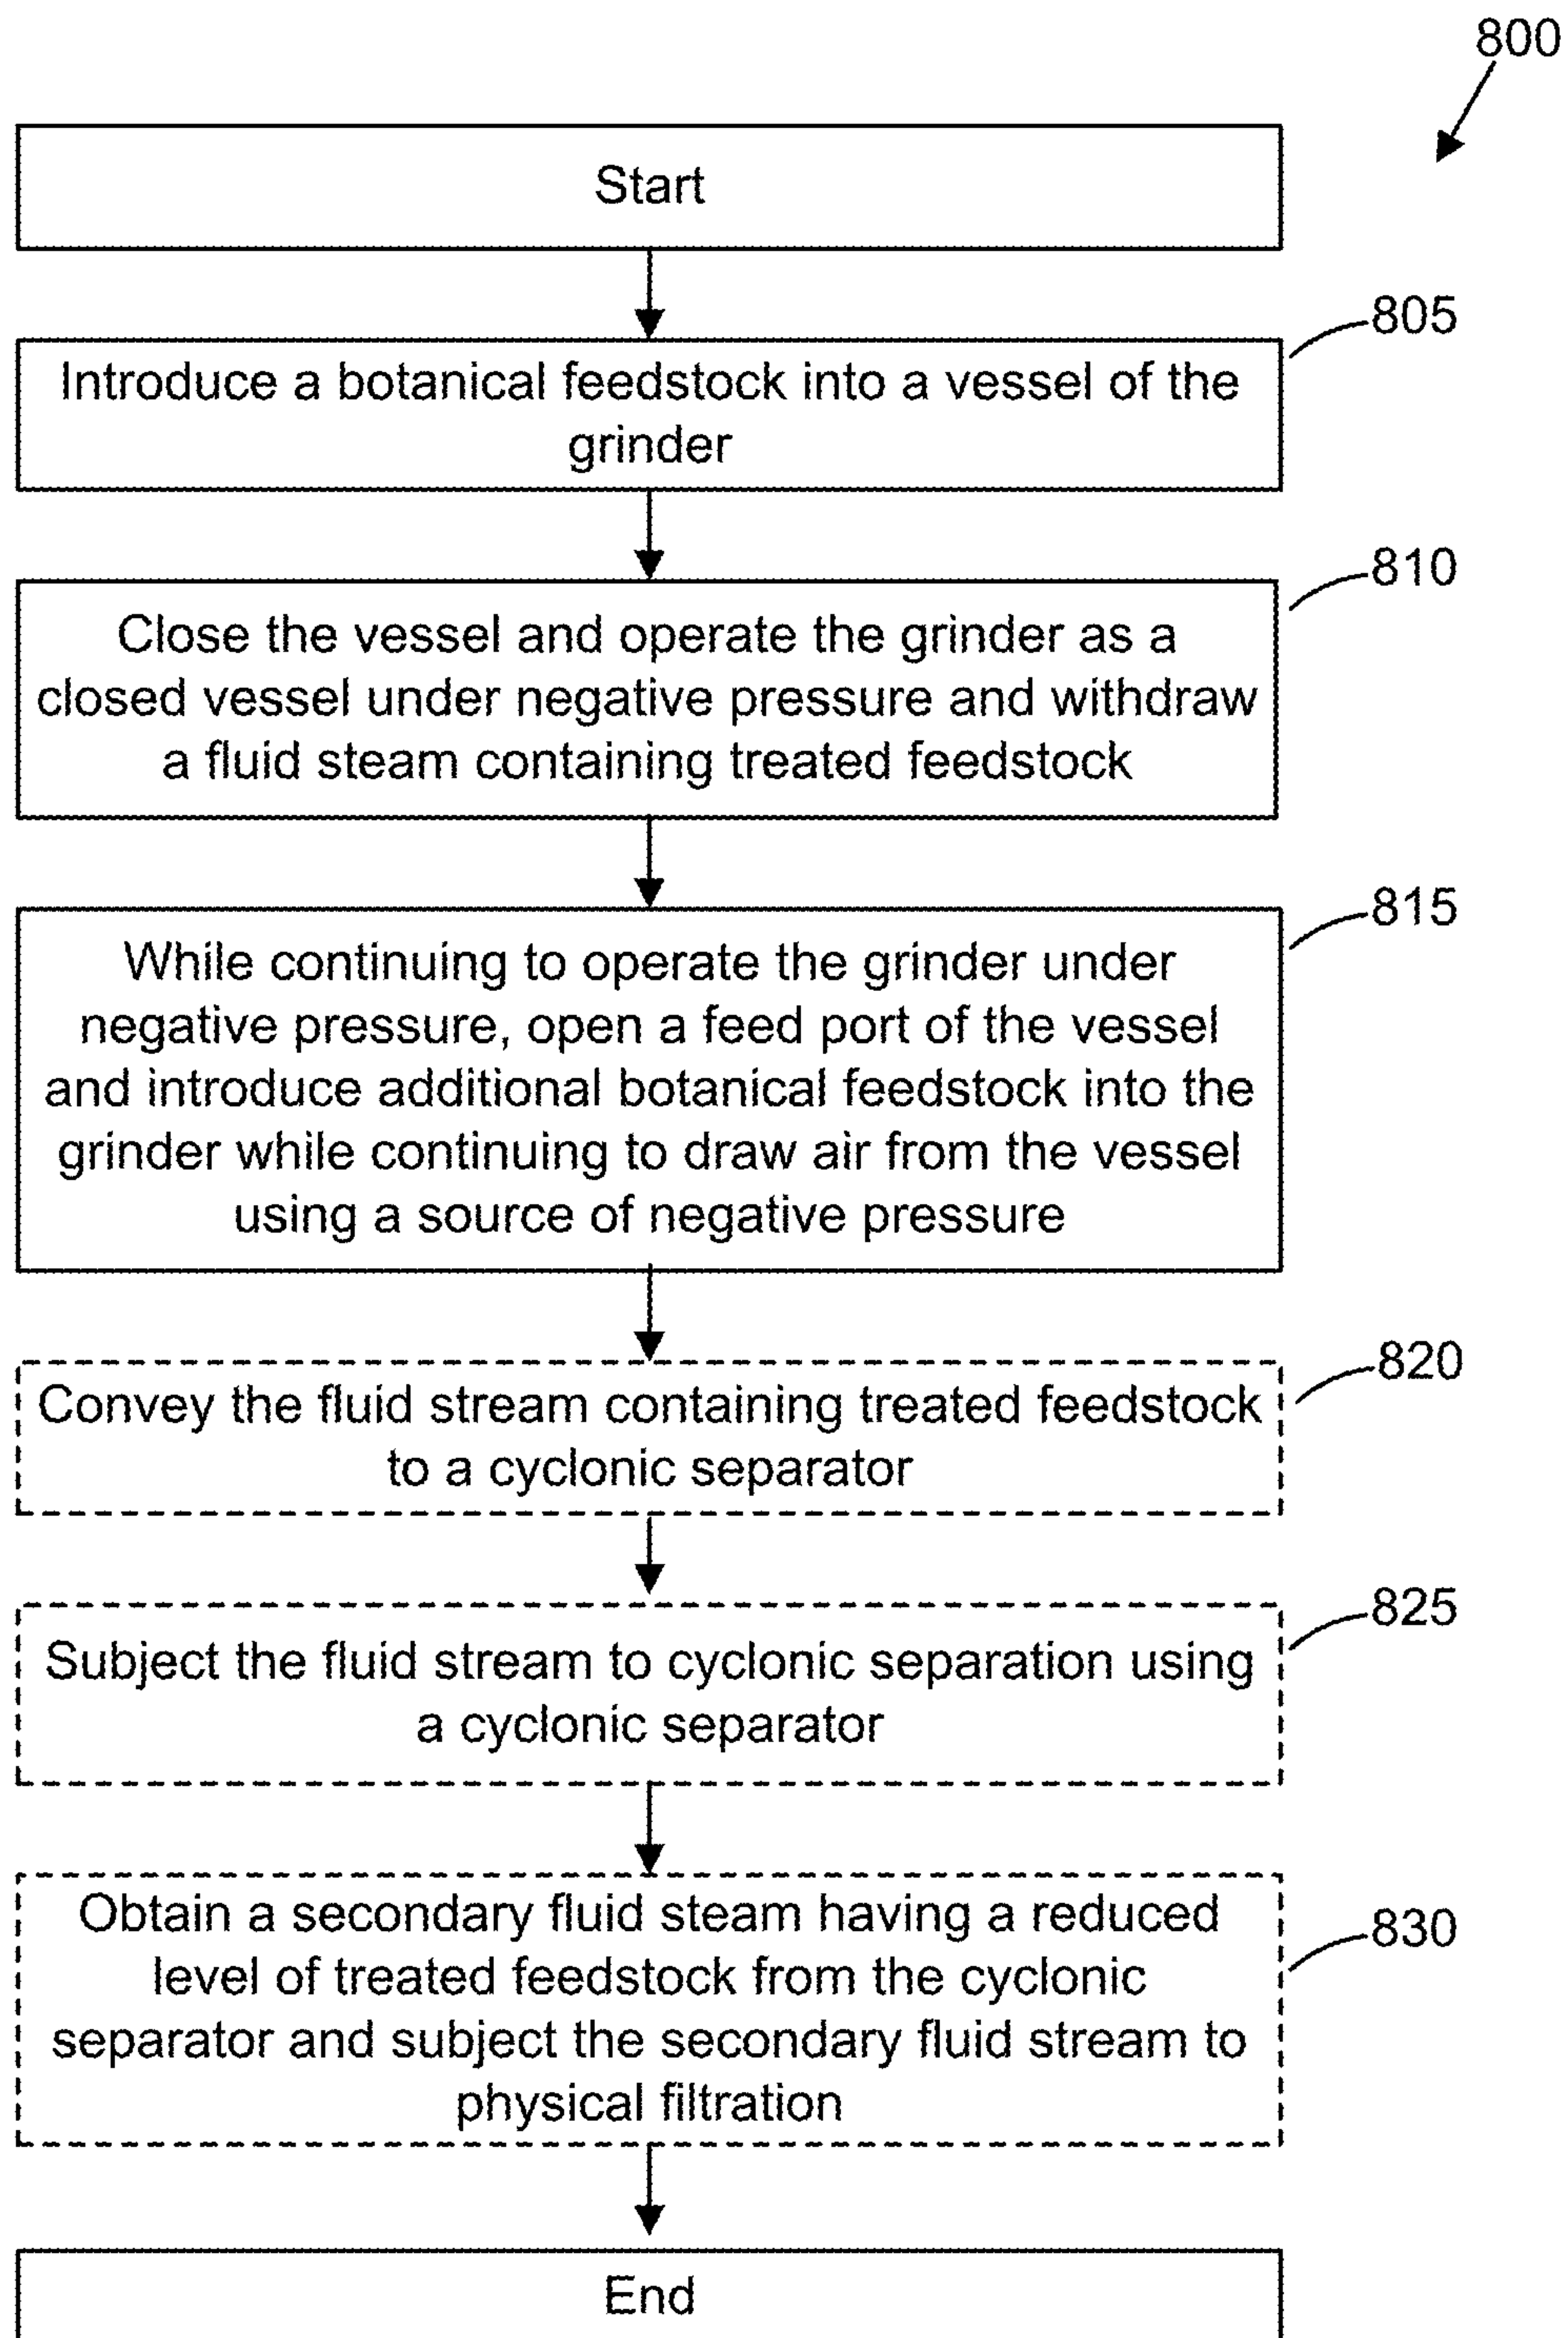 800
Start
805
Introduce a botanical feedstock into a vessel of the
grinder
810
Close the vessel and operate the grinder as a
closed vessel under negative pressure and withdraw
a fluid steam containing treated feedstock
815
While continuing to operate the grinder under
negative pressure, open a feed port of the vessel
and introduce additional botanical feedstock into the
grinder while continuing to draw air from the vessel
using a source of negative pressure
820
Convey the fluid stream containing treated feedstock
to a cyclonic separator
825
Subject the fluid stream to cyclonic separation using
a cyclonic separator
830
Obtain a secondary fluid steam having a reduced
level of treated feedstock from the cyclonic
separator and subject the secondary fluid stream to
physical filtration
End